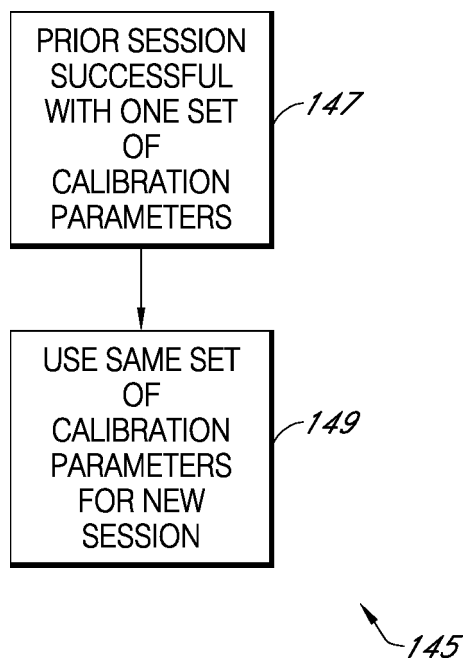 PRIOR SESSION
SUCCESSFUL
WITH ONE SET
OF
CALIBRATION
PARAMETERS
147
USE SAME SET
OF
CALIBRATION
PARAMETERS
FOR NEW
SESSION
149
145